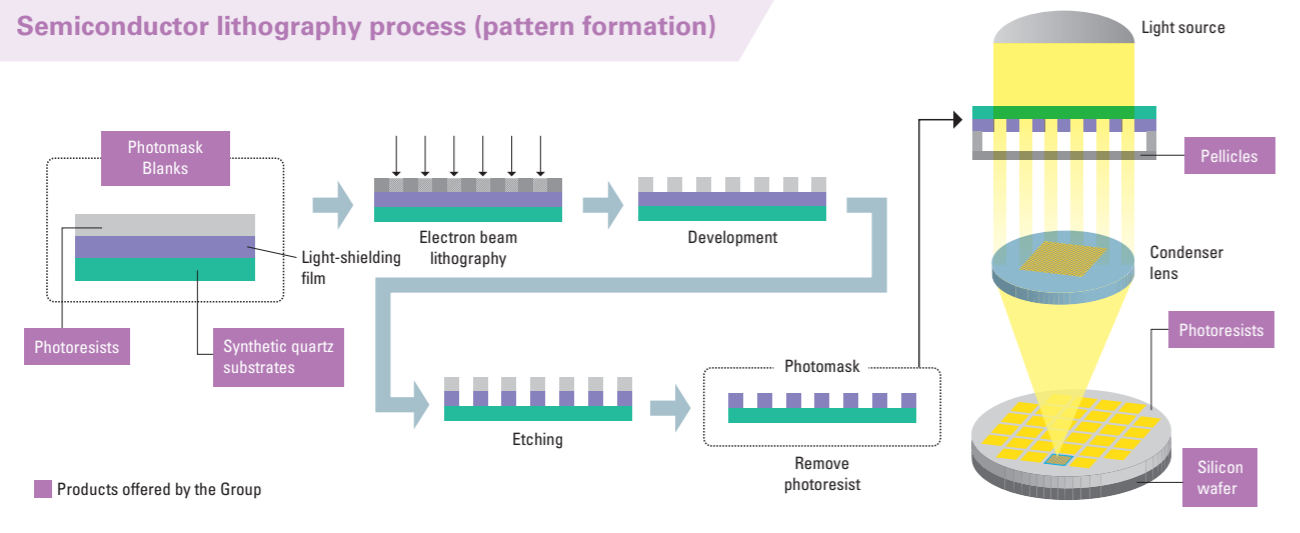 Semiconductor lithography process (pattern formation)
Light source
Photomask
Blanks
Pellicles
Electron beam
lithography
Development
Light-shielding
film
Condenser
lens
Photoresists
Synthetic quartz
substrates
Photoresists
Photomask
Etching
Remove
photoresist
Silicon
wafer
Products offered by the Group